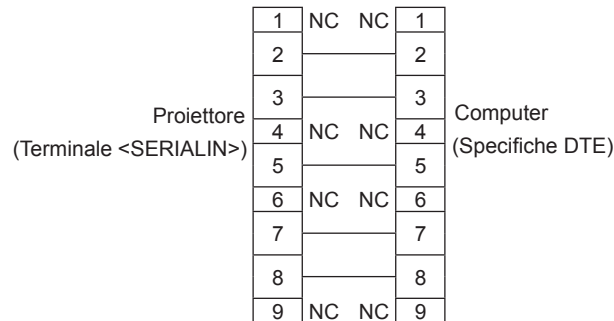 1 NC NC 1
2 2
3 3
Proiettore
(Terminale <SERIALIN>)
4 NC NC 4
Computer
(Specifiche DTE)
5 5
6 NC NC 6
7 7
8 8
9 NC NC 9